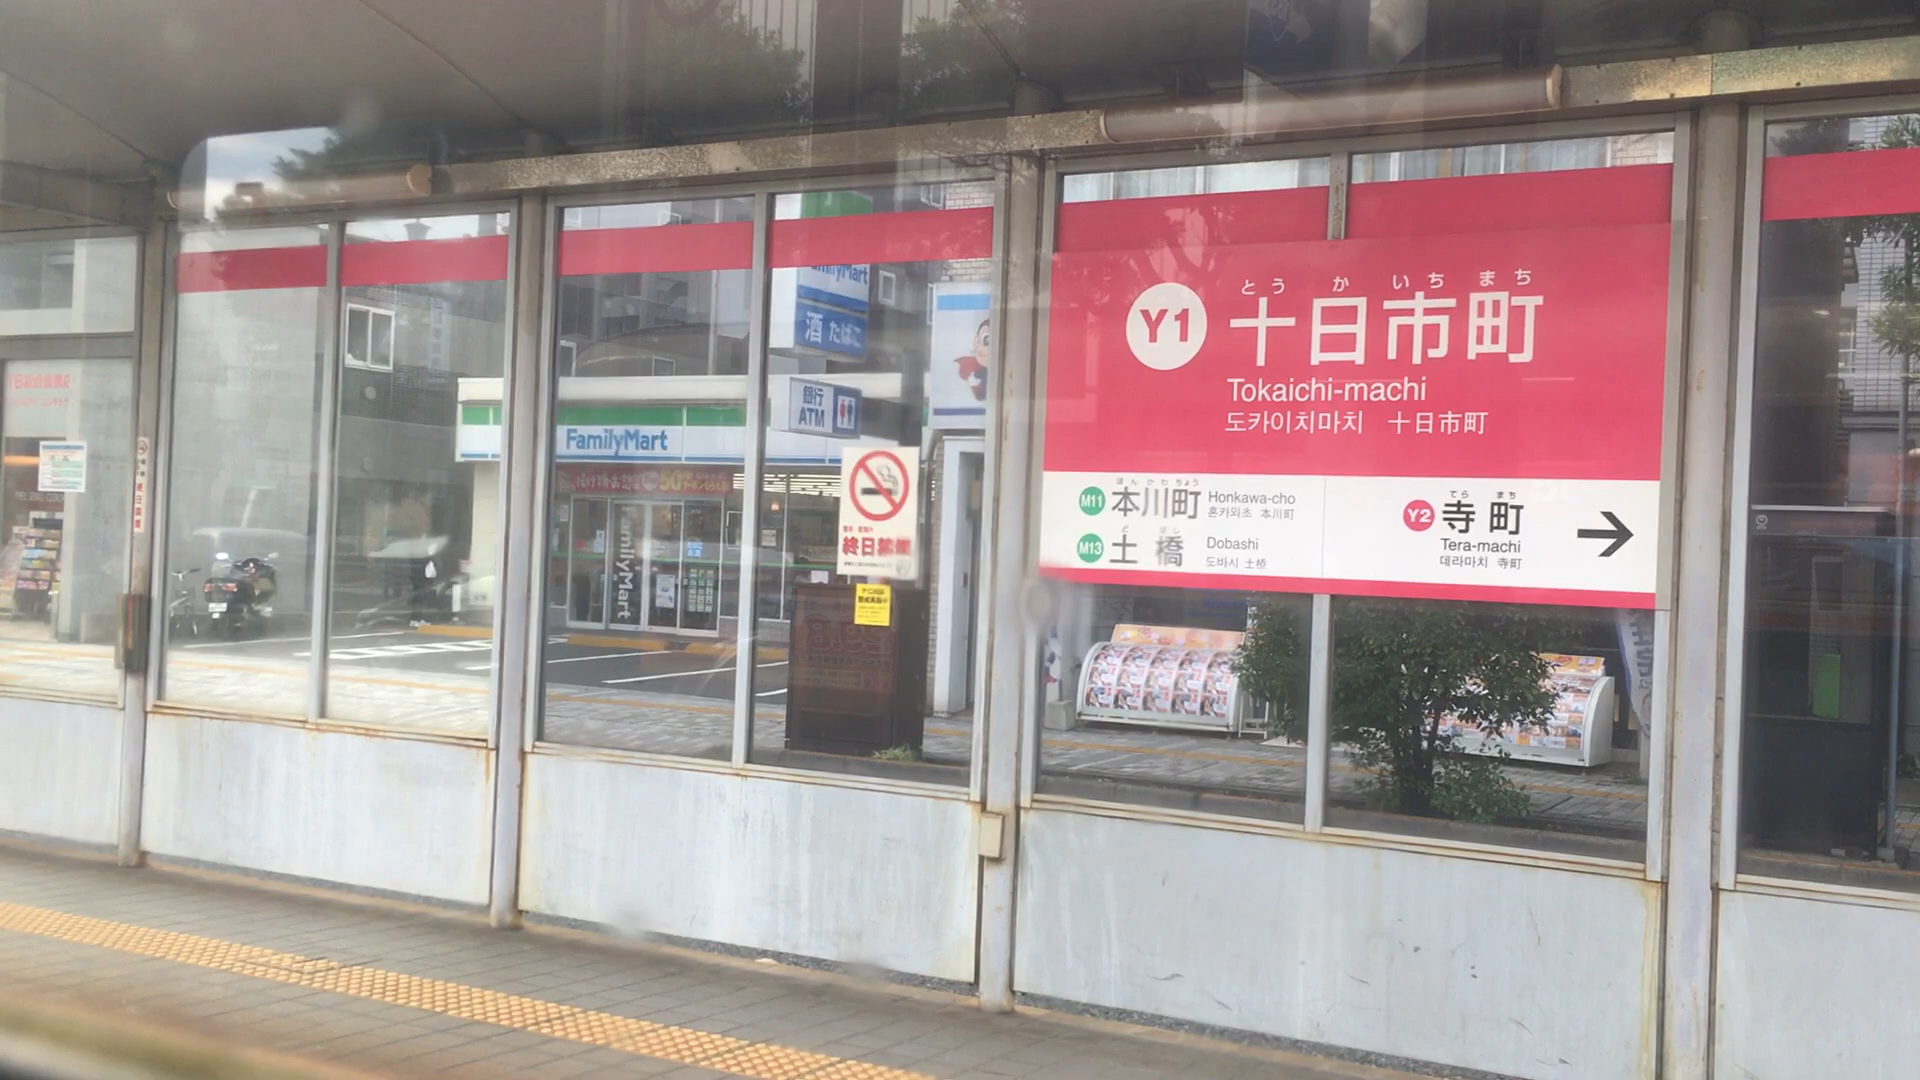 とうかいちまち
Y1 十日市町
Tokaichi-machi
도카이치마치 十日市町
ほんかわちょう
M11 本川町 Honkawa-cho
혼카와초 本川町
どばし
M13 土橋 Dobashi
도바시 土橋
てらまち
Y2 寺町
Tera-machi
데라마치 寺町
FamilyMart
酒 たばこ
銀行
ATM
FamilyMart
50%
FamilyMart
終日禁煙